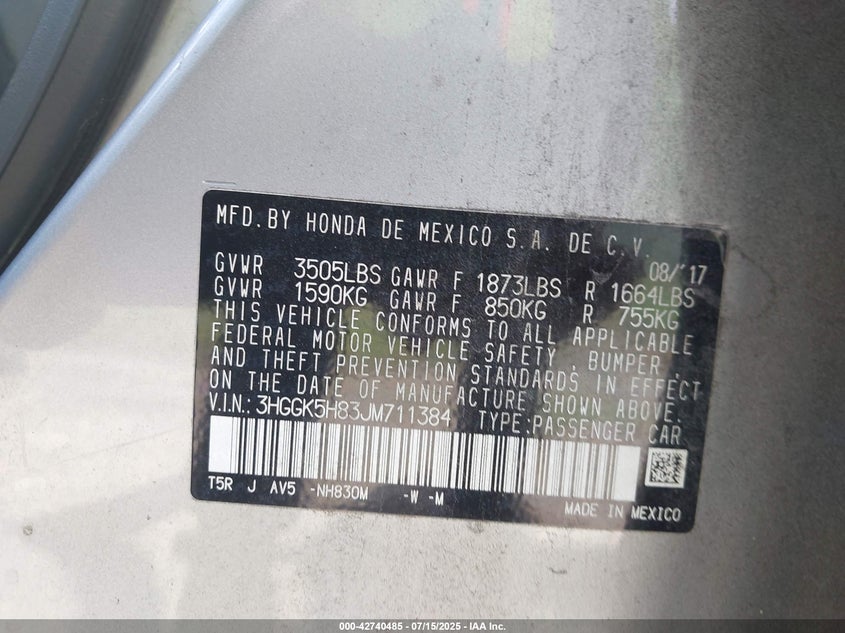 MFD.BY HONDA DE MEXICO S.A. DE C.V.
08/'17
GVWR 3505LBS GAWR F 1873LBS R 1664LBS
GVWR 1590KG GAWR F 850KG R 755KG
THIS VEHICLE CONFORMS TO ALL APPLICABLE
FEDERAL MOTOR VEHICLE SAFETY, BUMPER,
AND THEFT PREVENTION STANDARDS IN EFFECT
ON THE DATE OF MANUFACTURE SHOWN ABOVE.
V.I.N.: 3HGGK5H83JM711384 TYPE:PASSENGER CAR
T5R J AV5 -NH830M -W -M
MADE IN MEXICO
000-42740485 - 07/15/2025 - IAA Inc.